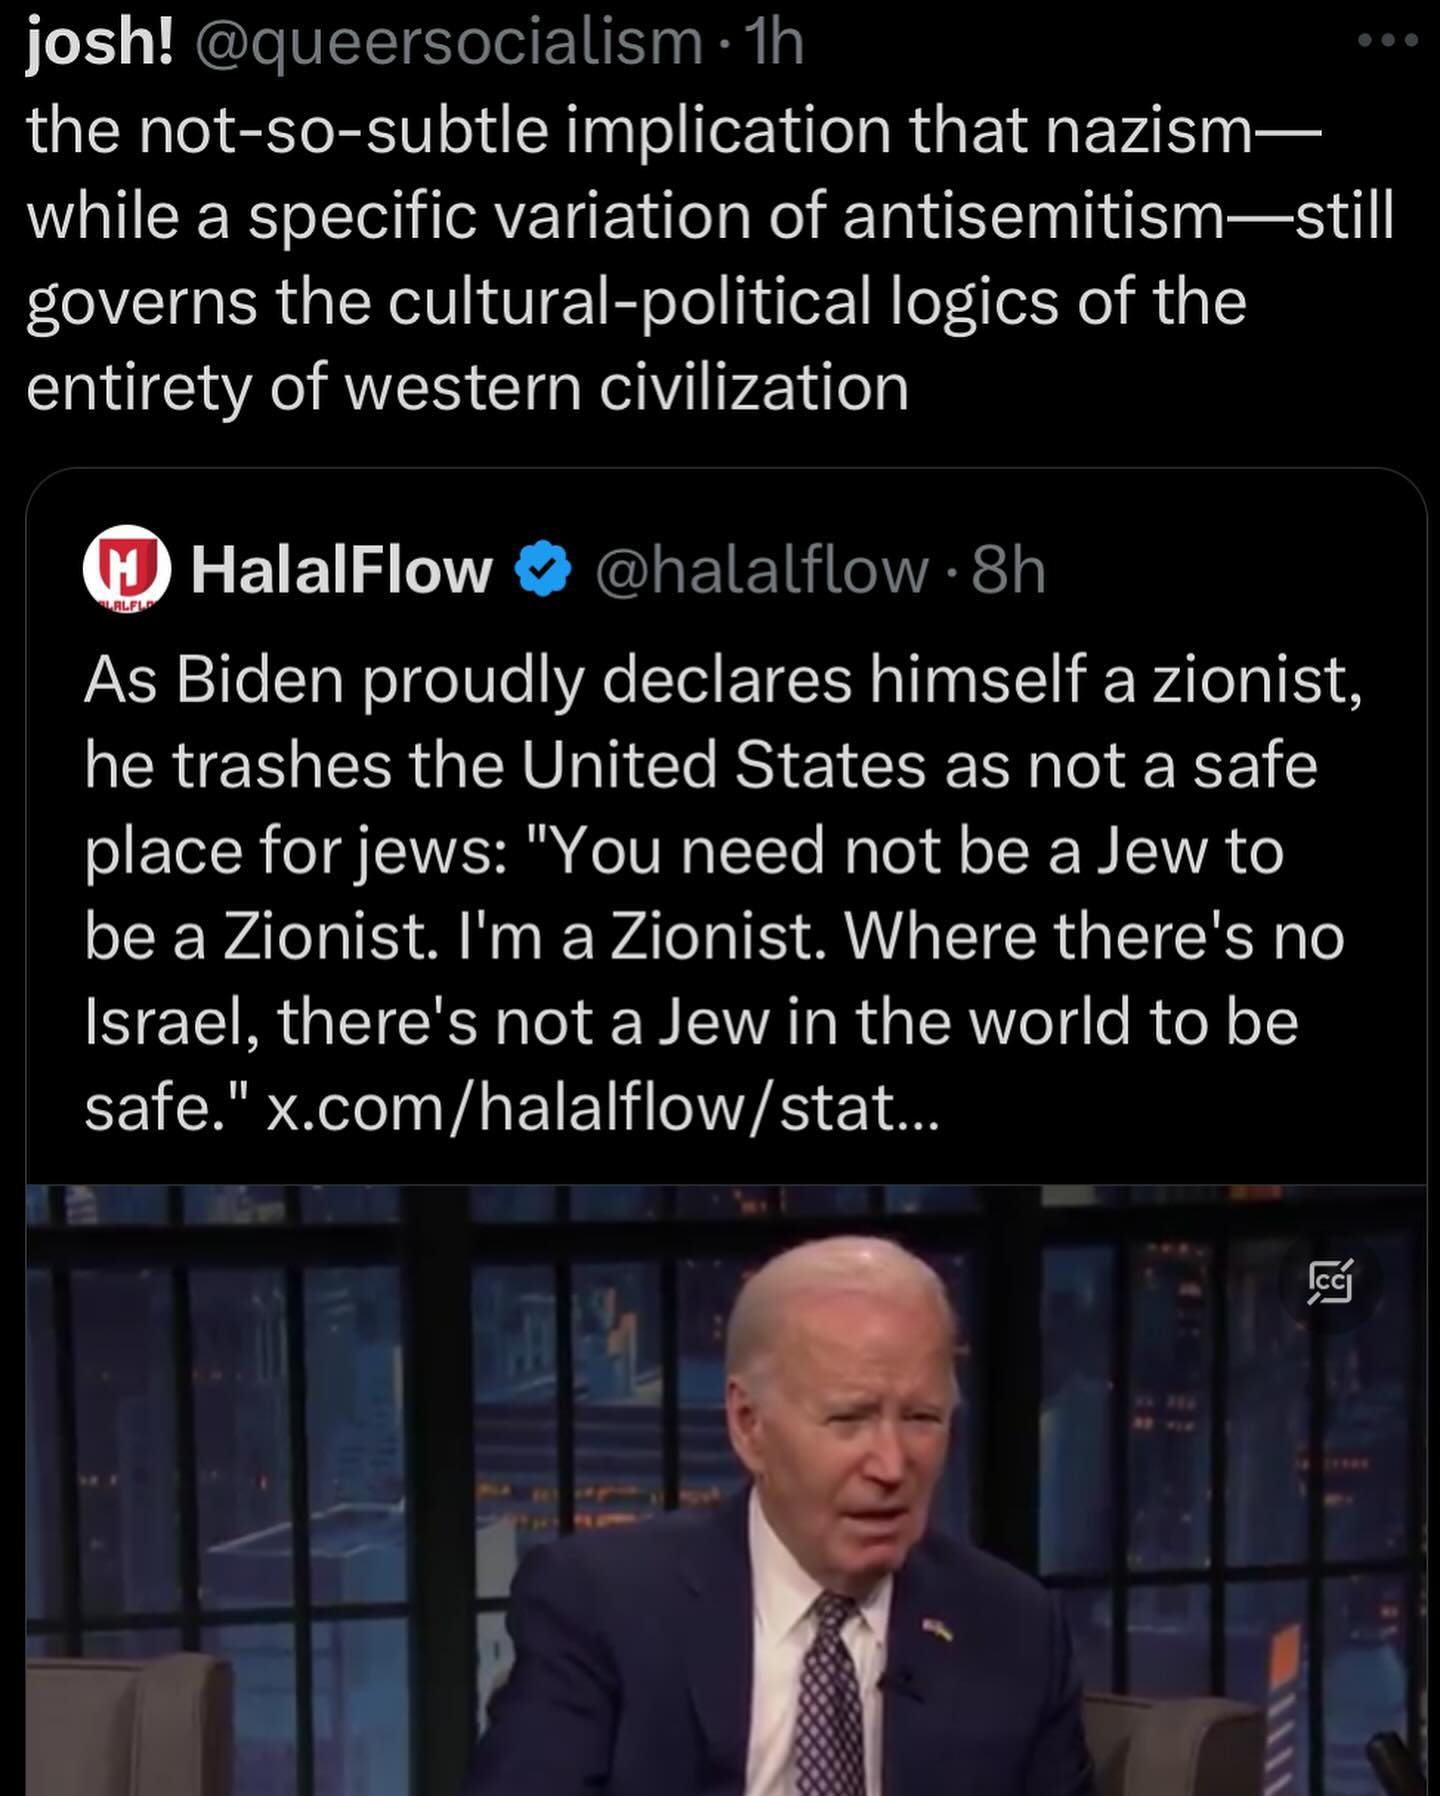 josh! @queersocialism · 1h
the not-so-subtle implication that nazism—
while a specific variation of antisemitism—still
governs the cultural-political logics of the
entirety of western civilization
HalalFlow @halalflow · 8h
As Biden proudly declares himself a zionist,
he trashes the United States as not a safe
place for jews: "You need not be a Jew to
be a Zionist. I'm a Zionist. Where there's no
Israel, there's not a Jew in the world to be
safe." x.com/halalflow/stat...
CC